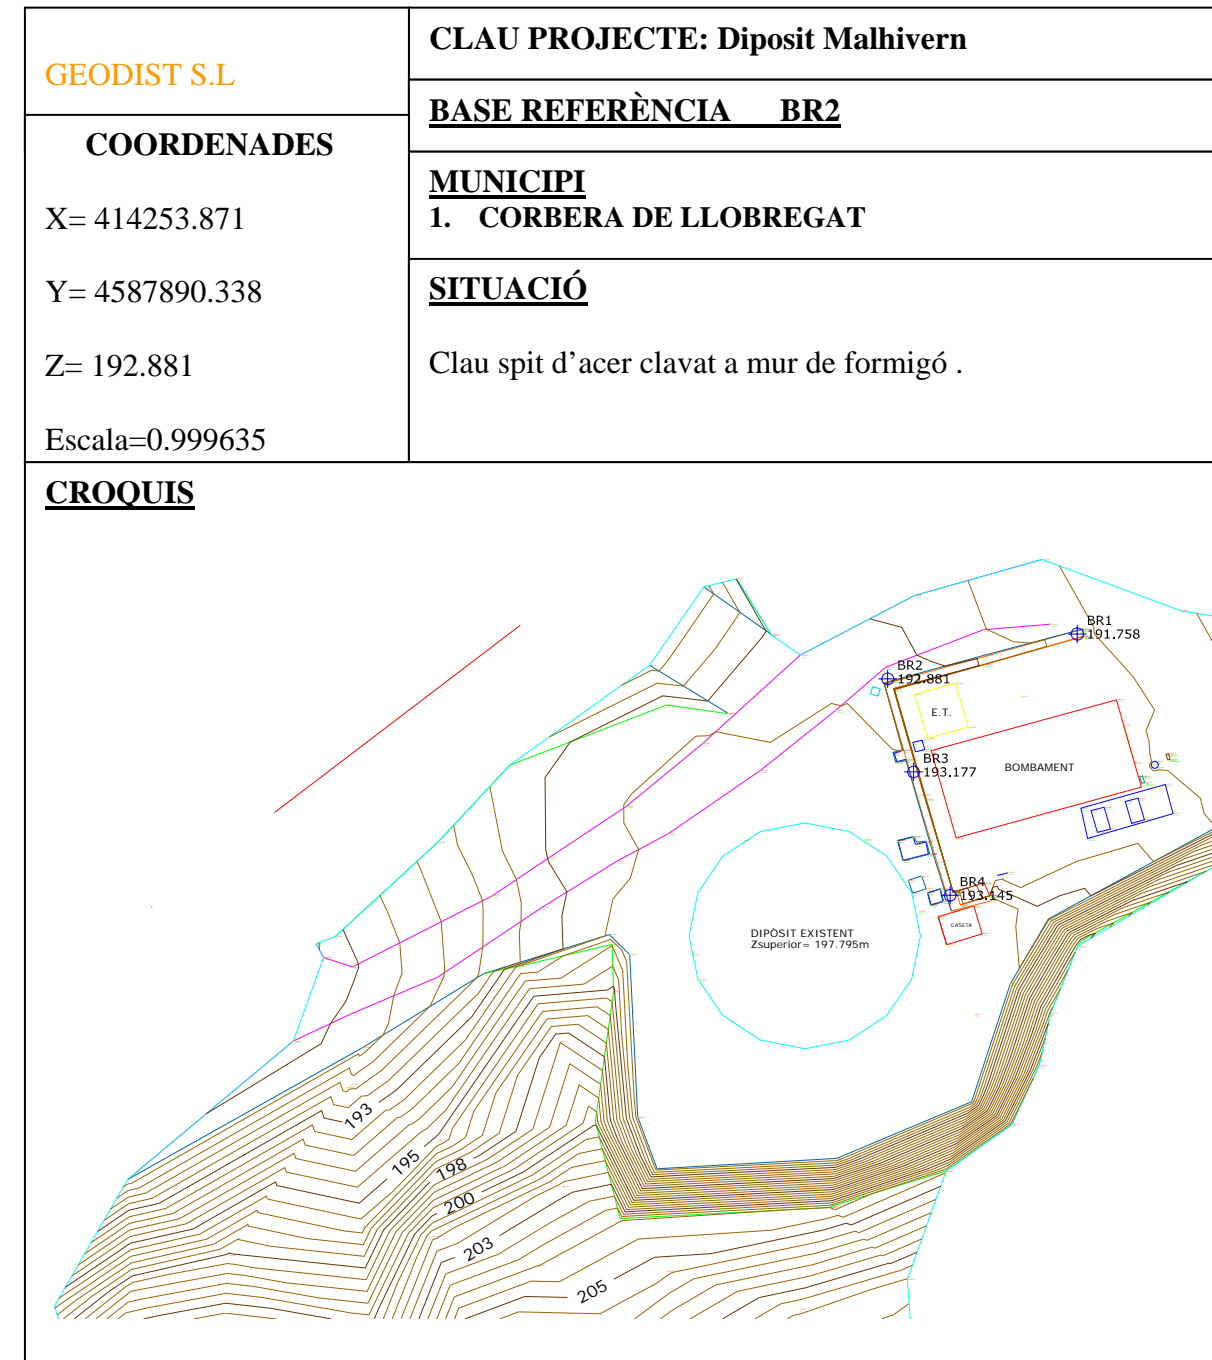 GEODIST S.L
COORDENADES
X= 414253.871
Y= 4587890.338
Z= 192.881
Escala=0.999635
CLAU PROJECTE: Diposit Malhivern
BASE REFERÈNCIA BR2
MUNICIPI
1. CORBERA DE LLOBREGAT
SITUACIÓ
Clau spit d’acer clavat a mur de formigó .
CROQUIS
BR1
191.758
BR2
192.881
E.T.
BR3
193.177
BOMBAMENT
BR4
193.145
CASETA
DIPÒSIT EXISTENT
Zsuperior= 197.795m
193
195
198
200
203
205